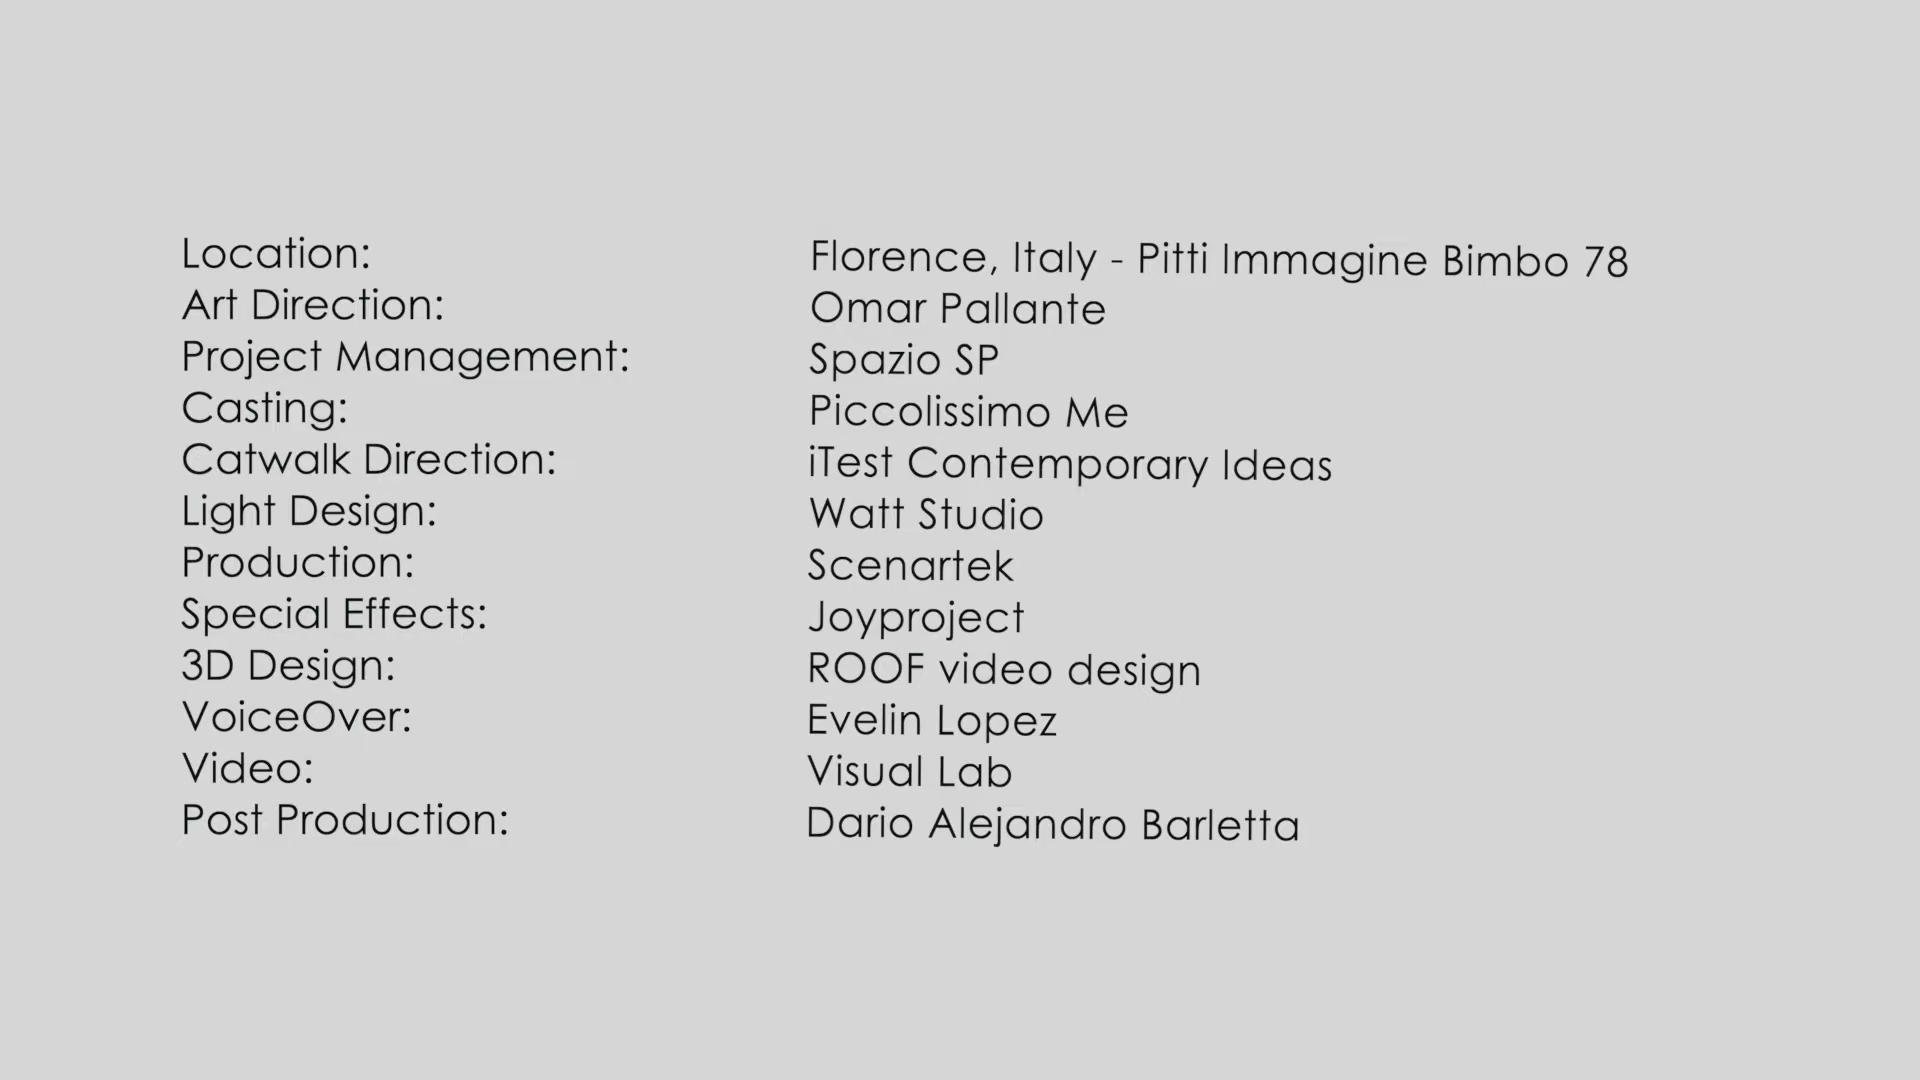 Location: Florence, Italy - Pitti Immagine Bimbo 78
Art Direction: Omar Pallante
Project Management: Spazio SP
Casting: Piccolissimo Me
Catwalk Direction: iTest Contemporary Ideas
Light Design: Watt Studio
Production: Scenartek
Special Effects: Joyproject
3D Design: ROOF video design
VoiceOver: Evelin Lopez
Video: Visual Lab
Post Production: Dario Alejandro Barletta